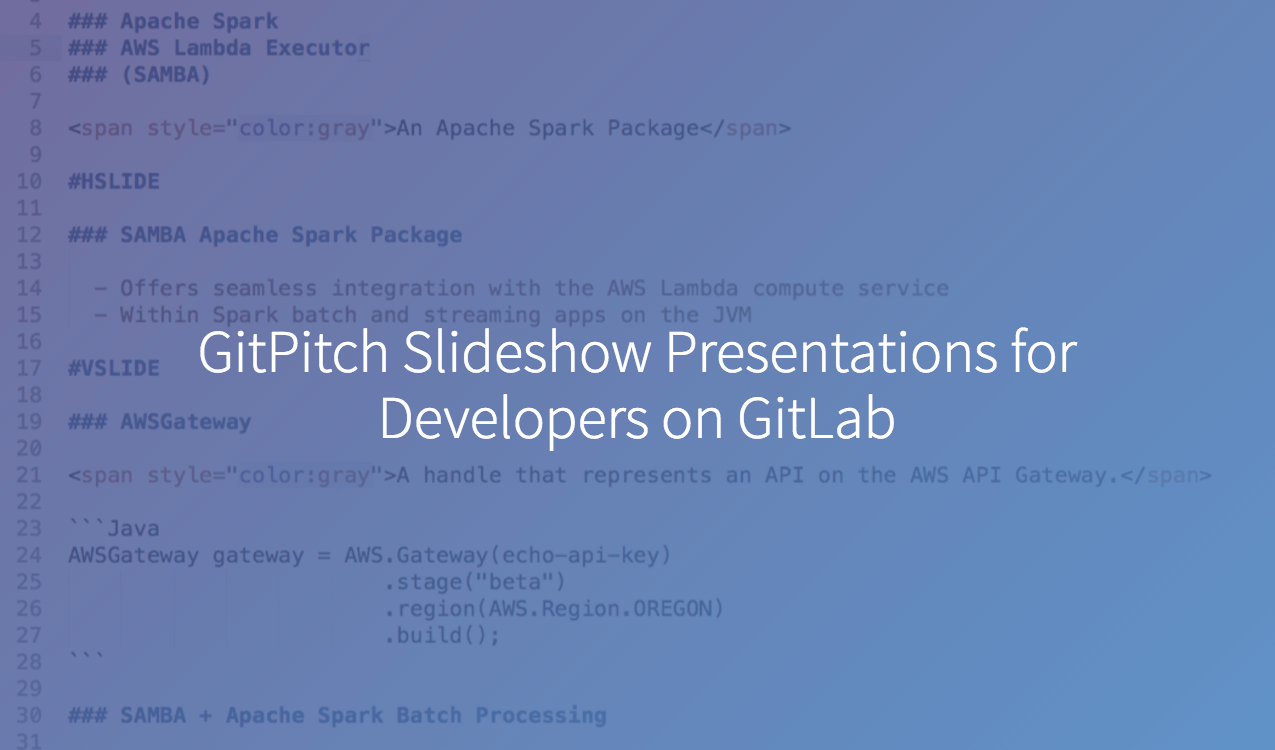 4 ### Apache Spark
5 ### AWS Lambda Executor
6 ### (SAMBA)
7
8 <span style="color:gray">An Apache Spark Package</span>
9
10 #HSLIDE
11
12 ### SAMBA Apache Spark Package
13
14 - Offers seamless integration with the AWS Lambda compute service
15 - Within Spark batch and streaming apps on the JVM
16
GitPitch Slideshow Presentations for
17 #VSLIDE
18
Developers on GitLab
19 ### AWSGateway
20
21 <span style="color:gray">A handle that represents an API on the AWS API Gateway.</span>
22
23 ```Java
24 AWSGateway gateway = AWS.Gateway(echo-api-key)
25 .stage("beta")
26 .region(AWS.Region.OREGON)
27 .build();
28 ```
29
30 ### SAMBA + Apache Spark Batch Processing
31